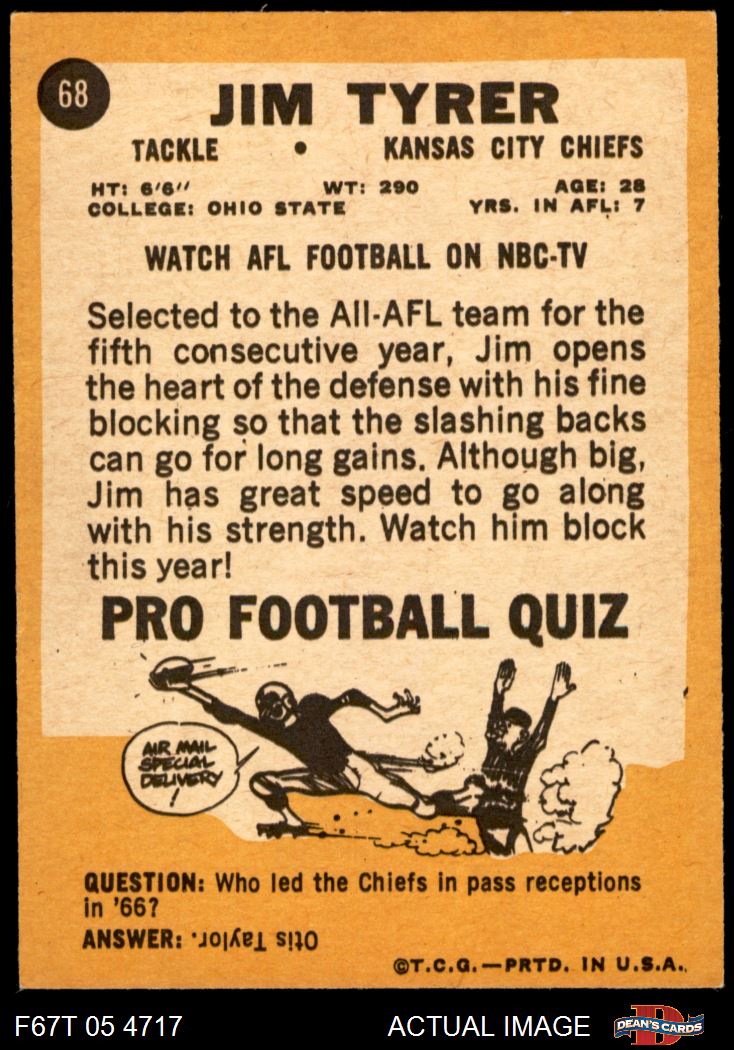 68
JIM TYRER
TACKLE • KANSAS CITY CHIEFS
HT: 6'6" WT: 290 AGE: 28
COLLEGE: OHIO STATE YRS. IN AFL: 7
WATCH AFL FOOTBALL ON NBC-TV
Selected to the All-AFL team for the
fifth consecutive year, Jim opens
the heart of the defense with his fine
blocking so that the slashing backs
can go for long gains. Although big,
Jim has great speed to go along
with his strength. Watch him block
this year!
PRO FOOTBALL QUIZ
AIR MAIL
SPECIAL
DELIVERY
!
QUESTION: Who led the Chiefs in pass receptions
in '66?
ANSWER: Otis Taylor.
©T.C.G.—PRTD. IN U.S.A.
F67T 05 4717 ACTUAL IMAGE
D
DEAN'S CARDS